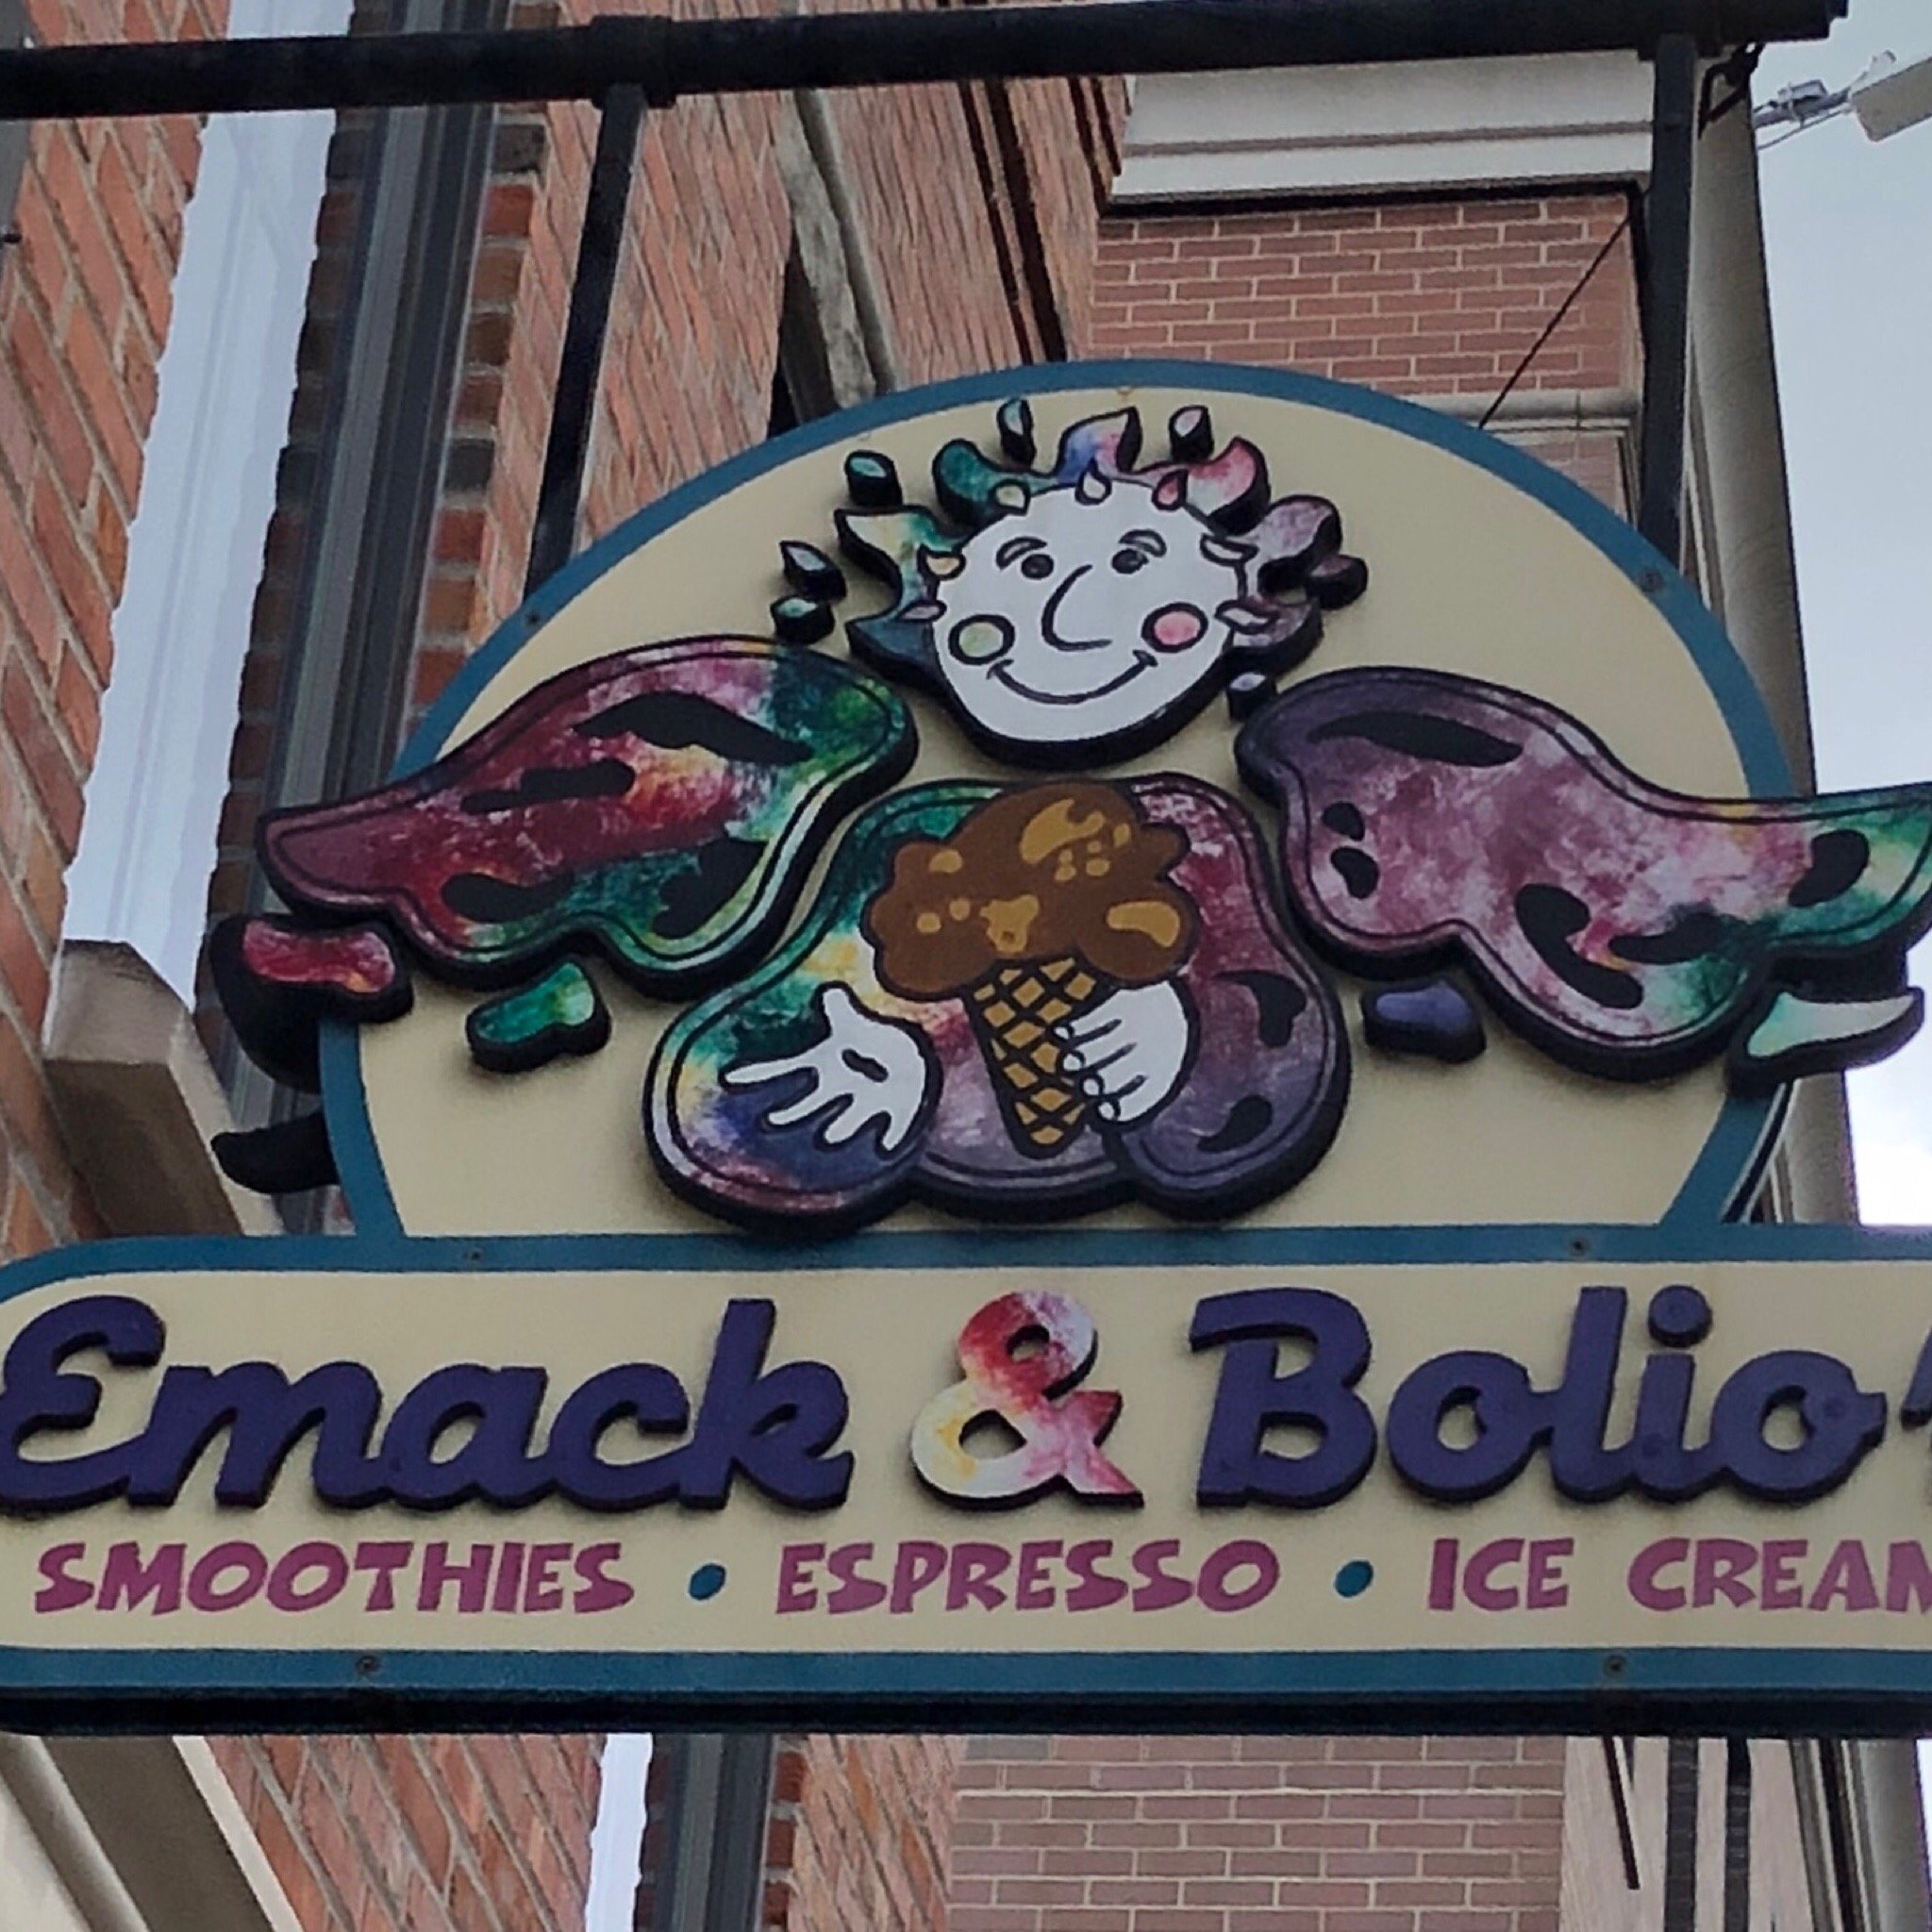 Emack & Bolio'
SMOOTHIES • ESPRESSO • ICE CREAM